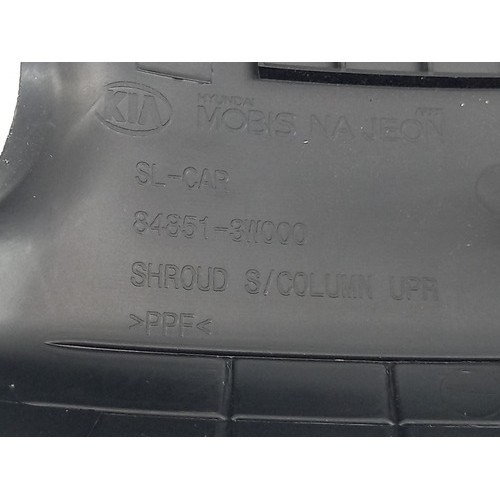 KIA
HYUNDAI
MOBIS NA JEON
SL-CAR
84851-3W000
SHROUD S/COLUMN UPR
>PPF<